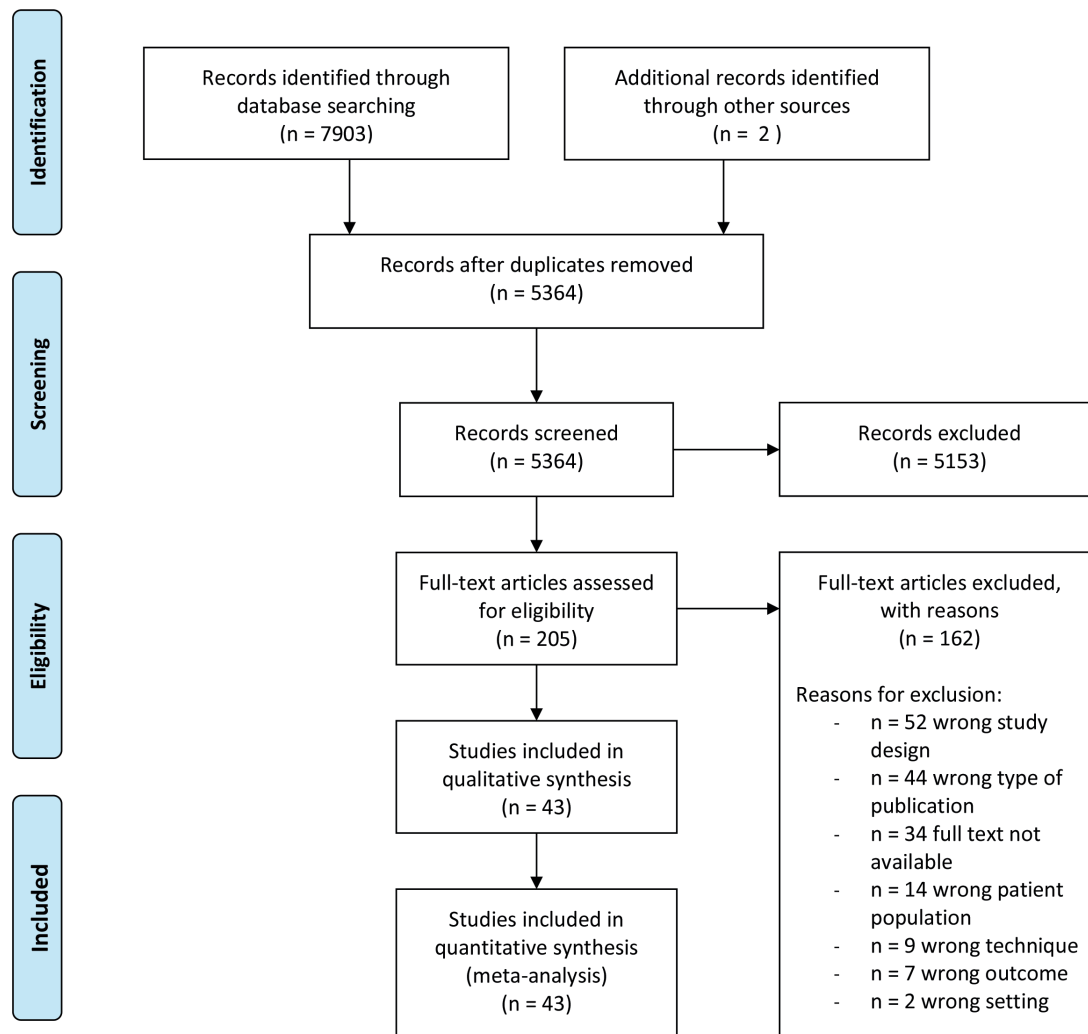 Identification
Records identified through
database searching
(n = 7903)
Additional records identified
through other sources
(n = 2 )
Records after duplicates removed
(n = 5364)
Screening
Records screened
(n = 5364)
Records excluded
(n = 5153)
Eligibility
Full-text articles assessed
for eligibility
(n = 205)
Full-text articles excluded,
with reasons
(n = 162)
Reasons for exclusion:
- n = 52 wrong study
design
- n = 44 wrong type of
publication
- n = 34 full text not
available
- n = 14 wrong patient
population
- n = 9 wrong technique
- n = 7 wrong outcome
- n = 2 wrong setting
Studies included in
qualitative synthesis
(n = 43)
Included
Studies included in
quantitative synthesis
(meta-analysis)
(n = 43)